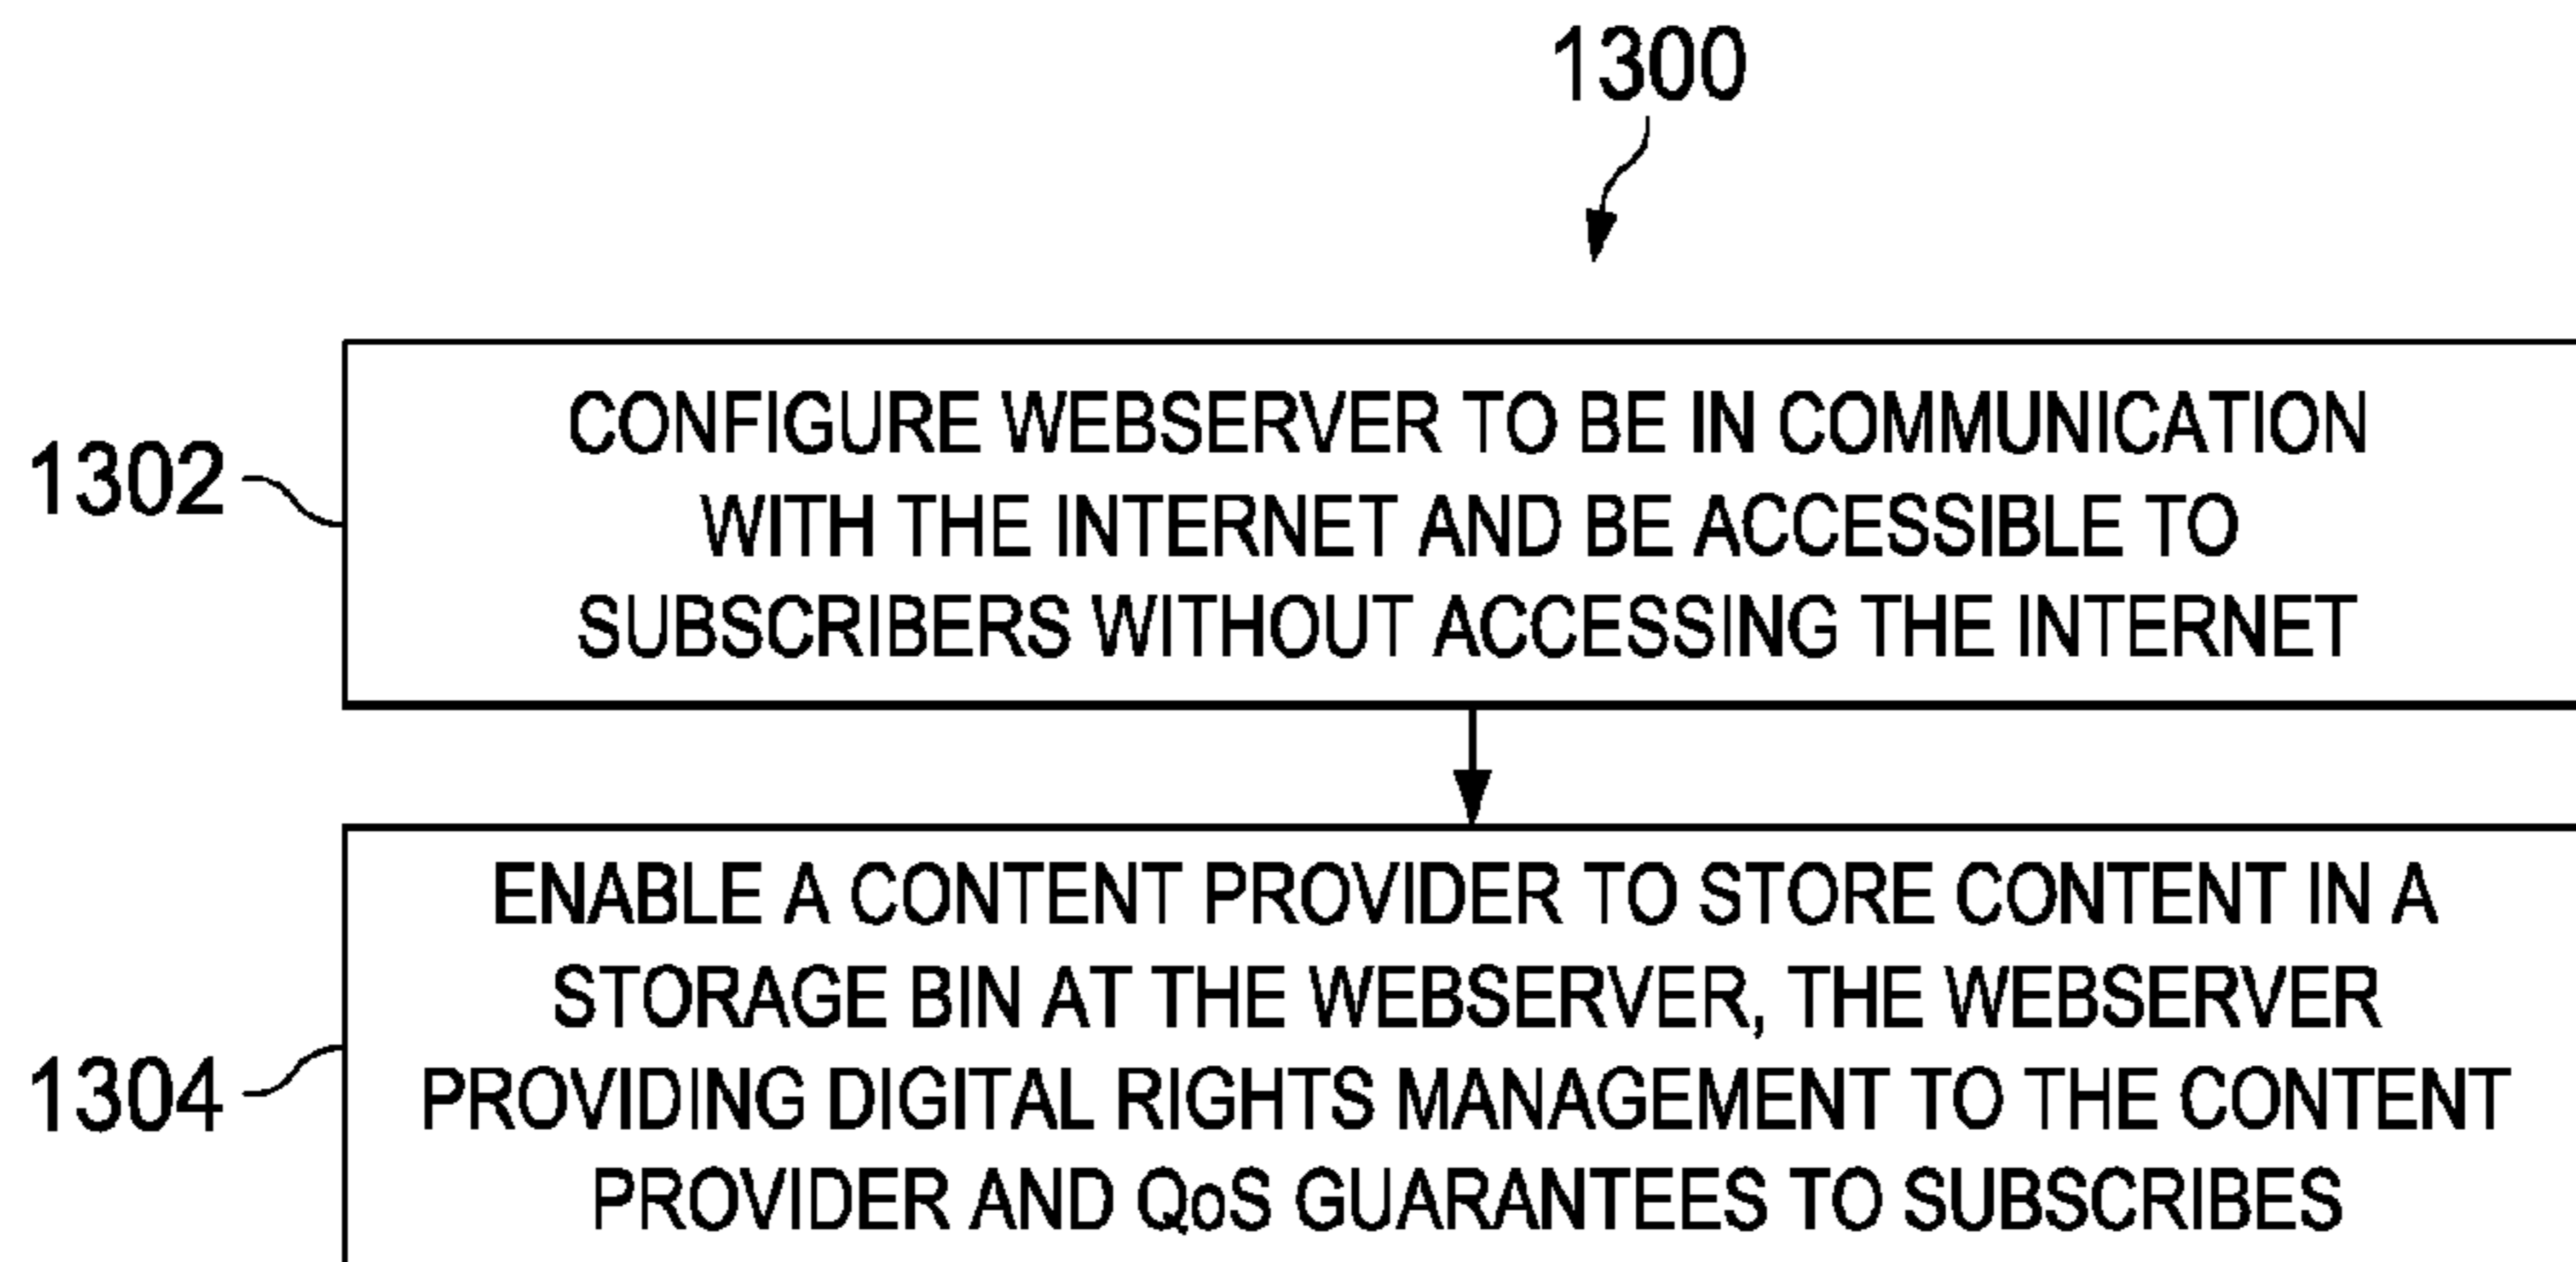 1300
1302
CONFIGURE WEBSERVER TO BE IN COMMUNICATION
WITH THE INTERNET AND BE ACCESSIBLE TO
SUBSCRIBERS WITHOUT ACCESSING THE INTERNET
1304
ENABLE A CONTENT PROVIDER TO STORE CONTENT IN A
STORAGE BIN AT THE WEBSERVER, THE WEBSERVER
PROVIDING DIGITAL RIGHTS MANAGEMENT TO THE CONTENT
PROVIDER AND QoS GUARANTEES TO SUBSCRIBES